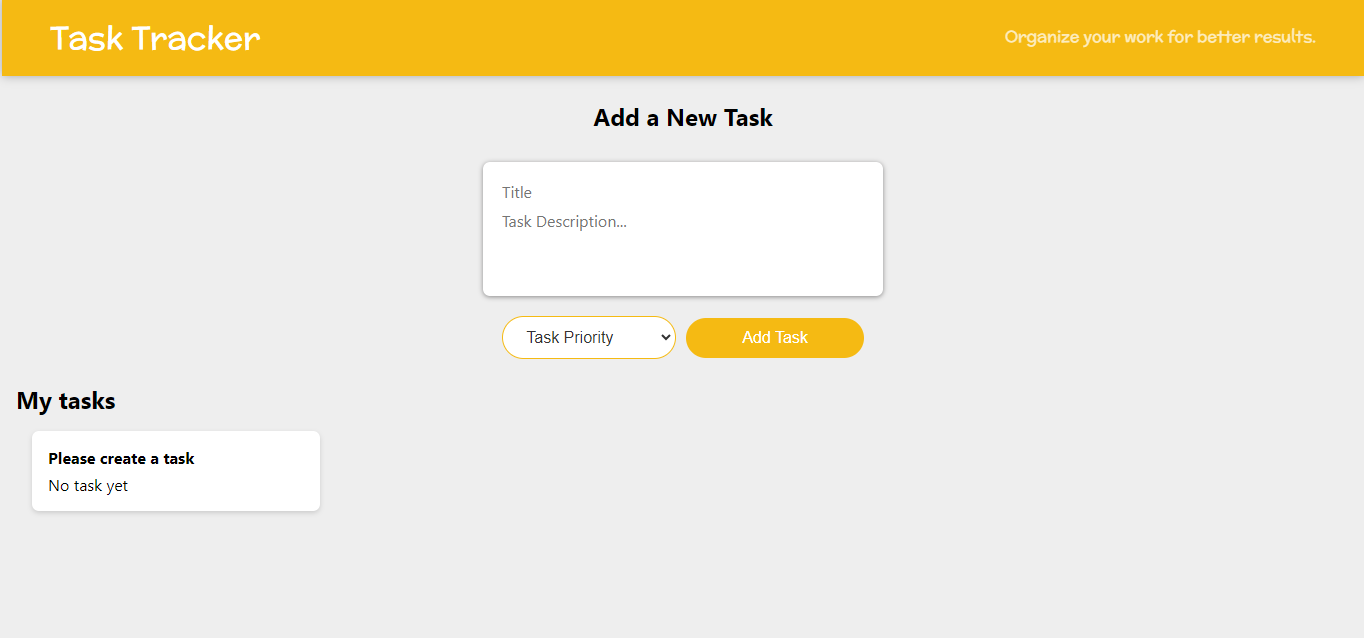 Task Tracker
Organize your work for better results.
Add a New Task
Title
Task Description...
Task Priority
Add Task
My tasks
Please create a task
No task yet